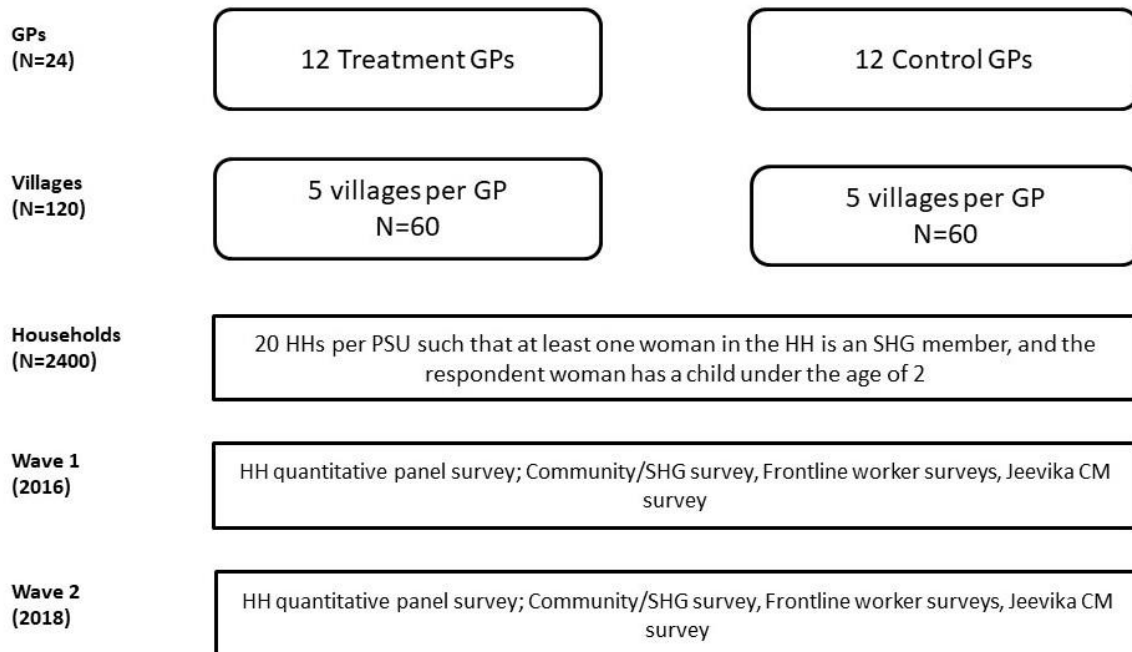 GPs
(N=24)
12 Treatment GPs
12 Control GPs
Villages
(N=120)
5 villages per GP
N=60
5 villages per GP
N=60
Households
(N=2400)
20 HHs per PSU such that at least one woman in the HH is an SHG member, and the
respondent woman has a child under the age of 2
Wave 1
(2016)
HH quantitative panel survey; Community/SHG survey, Frontline worker surveys, Jeevika CM
survey
Wave 2
(2018)
HH quantitative panel survey; Community/SHG survey, Frontline worker surveys, Jeevika CM
survey